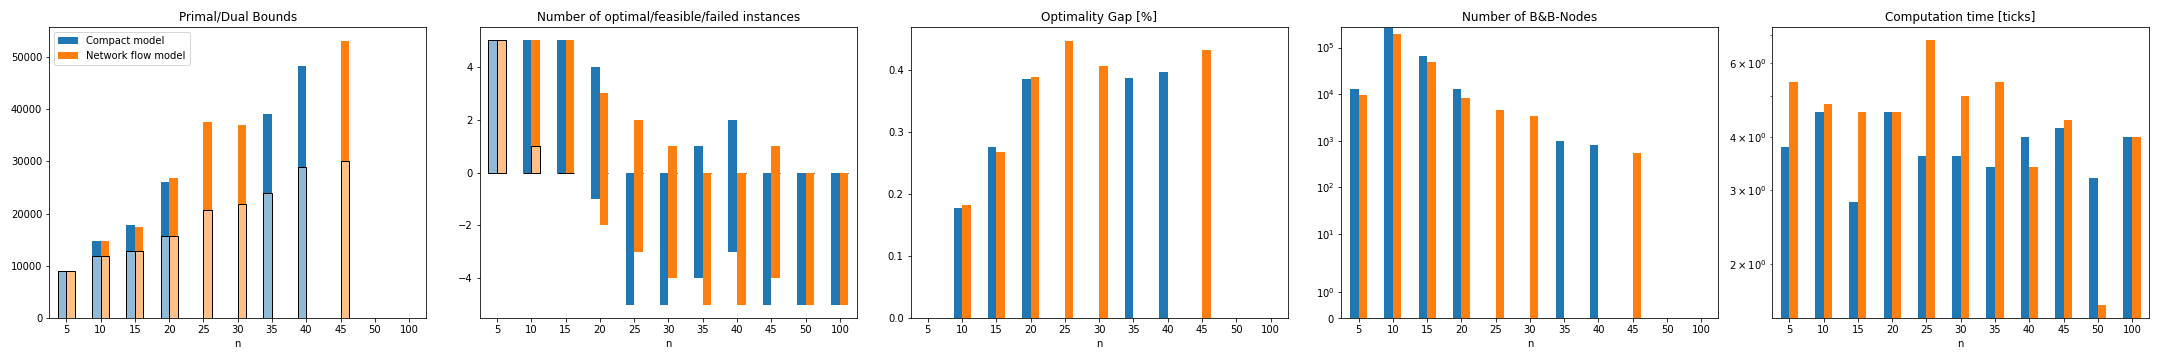 Primal/Dual Bounds
Compact model
Network flow model
50000
40000
30000
20000
10000
0
5 10 15 20 25 30 35 40 45 50 100
n
Number of optimal/feasible/failed instances
4
2
0
−2
−4
5 10 15 20 25 30 35 40 45 50 100
n
Optimality Gap [%]
0.4
0.3
0.2
0.1
0.0
5 10 15 20 25 30 35 40 45 50 100
n
Number of B&B-Nodes
10⁵
10⁴
10³
10²
10¹
10⁰
0
5 10 15 20 25 30 35 40 45 50 100
n
Computation time [ticks]
6 × 10⁰
4 × 10⁰
3 × 10⁰
2 × 10⁰
5 10 15 20 25 30 35 40 45 50 100
n